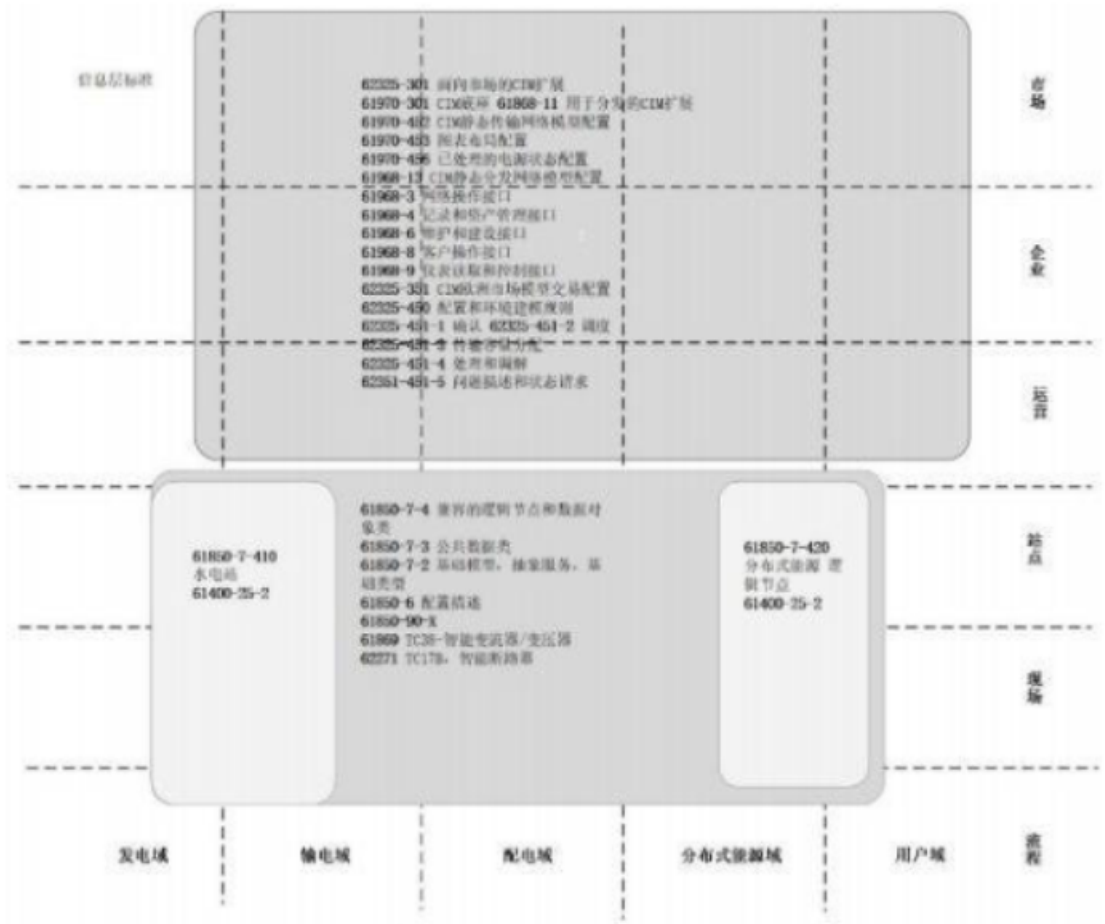 信息层标准
市场
62325-301 面向市场的CIM扩展
61970-301 CIM底座 61868-11 用于分发的CIM扩展
61970-452 CIM静态传输网络模型配置
61970-453 图表布局配置
61970-456 已处理的电源状态配置
61968-13 CIM静态分发网络模型配置
61968-3 网络操作接口
61968-4 记录和资产管理接口
61968-6 维护和建设接口
61968-8 客户操作接口
61968-9 仪表读取和控制接口
62325-351 CIM欧洲市场模型交易配置
62325-450 配置和环境建模规则
62325-451-1 确认 62325-451-2 调度
62325-451-3 传输容量分配
62325-451-4 处理和调解
62351-451-5 问题描述和状态请求
企业
运营
61850-7-4 兼容的逻辑节点和数据对
象类
61850-7-3 公共数据类
61850-7-2 基础模型，抽象服务，基
础类型
61850-6 配置描述
61850-90-X
61869 TC38-智能变流器/变压器
62271 TC17B，智能断路器
61850-7-410
水电站
61400-25-2
61850-7-420
分布式能源 逻
辑节点
61400-25-2
站点
现场
流程
发电域
输电域
配电域
分布式能源域
用户域